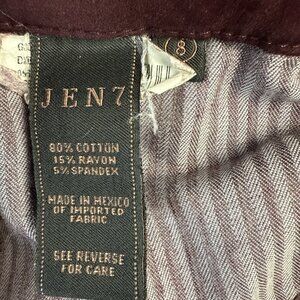 8
JEN7
80% COTTON
15% RAYON
5% SPANDEX
MADE IN MEXICO
OF IMPORTED
FABRIC
SEE REVERSE
FOR CARE